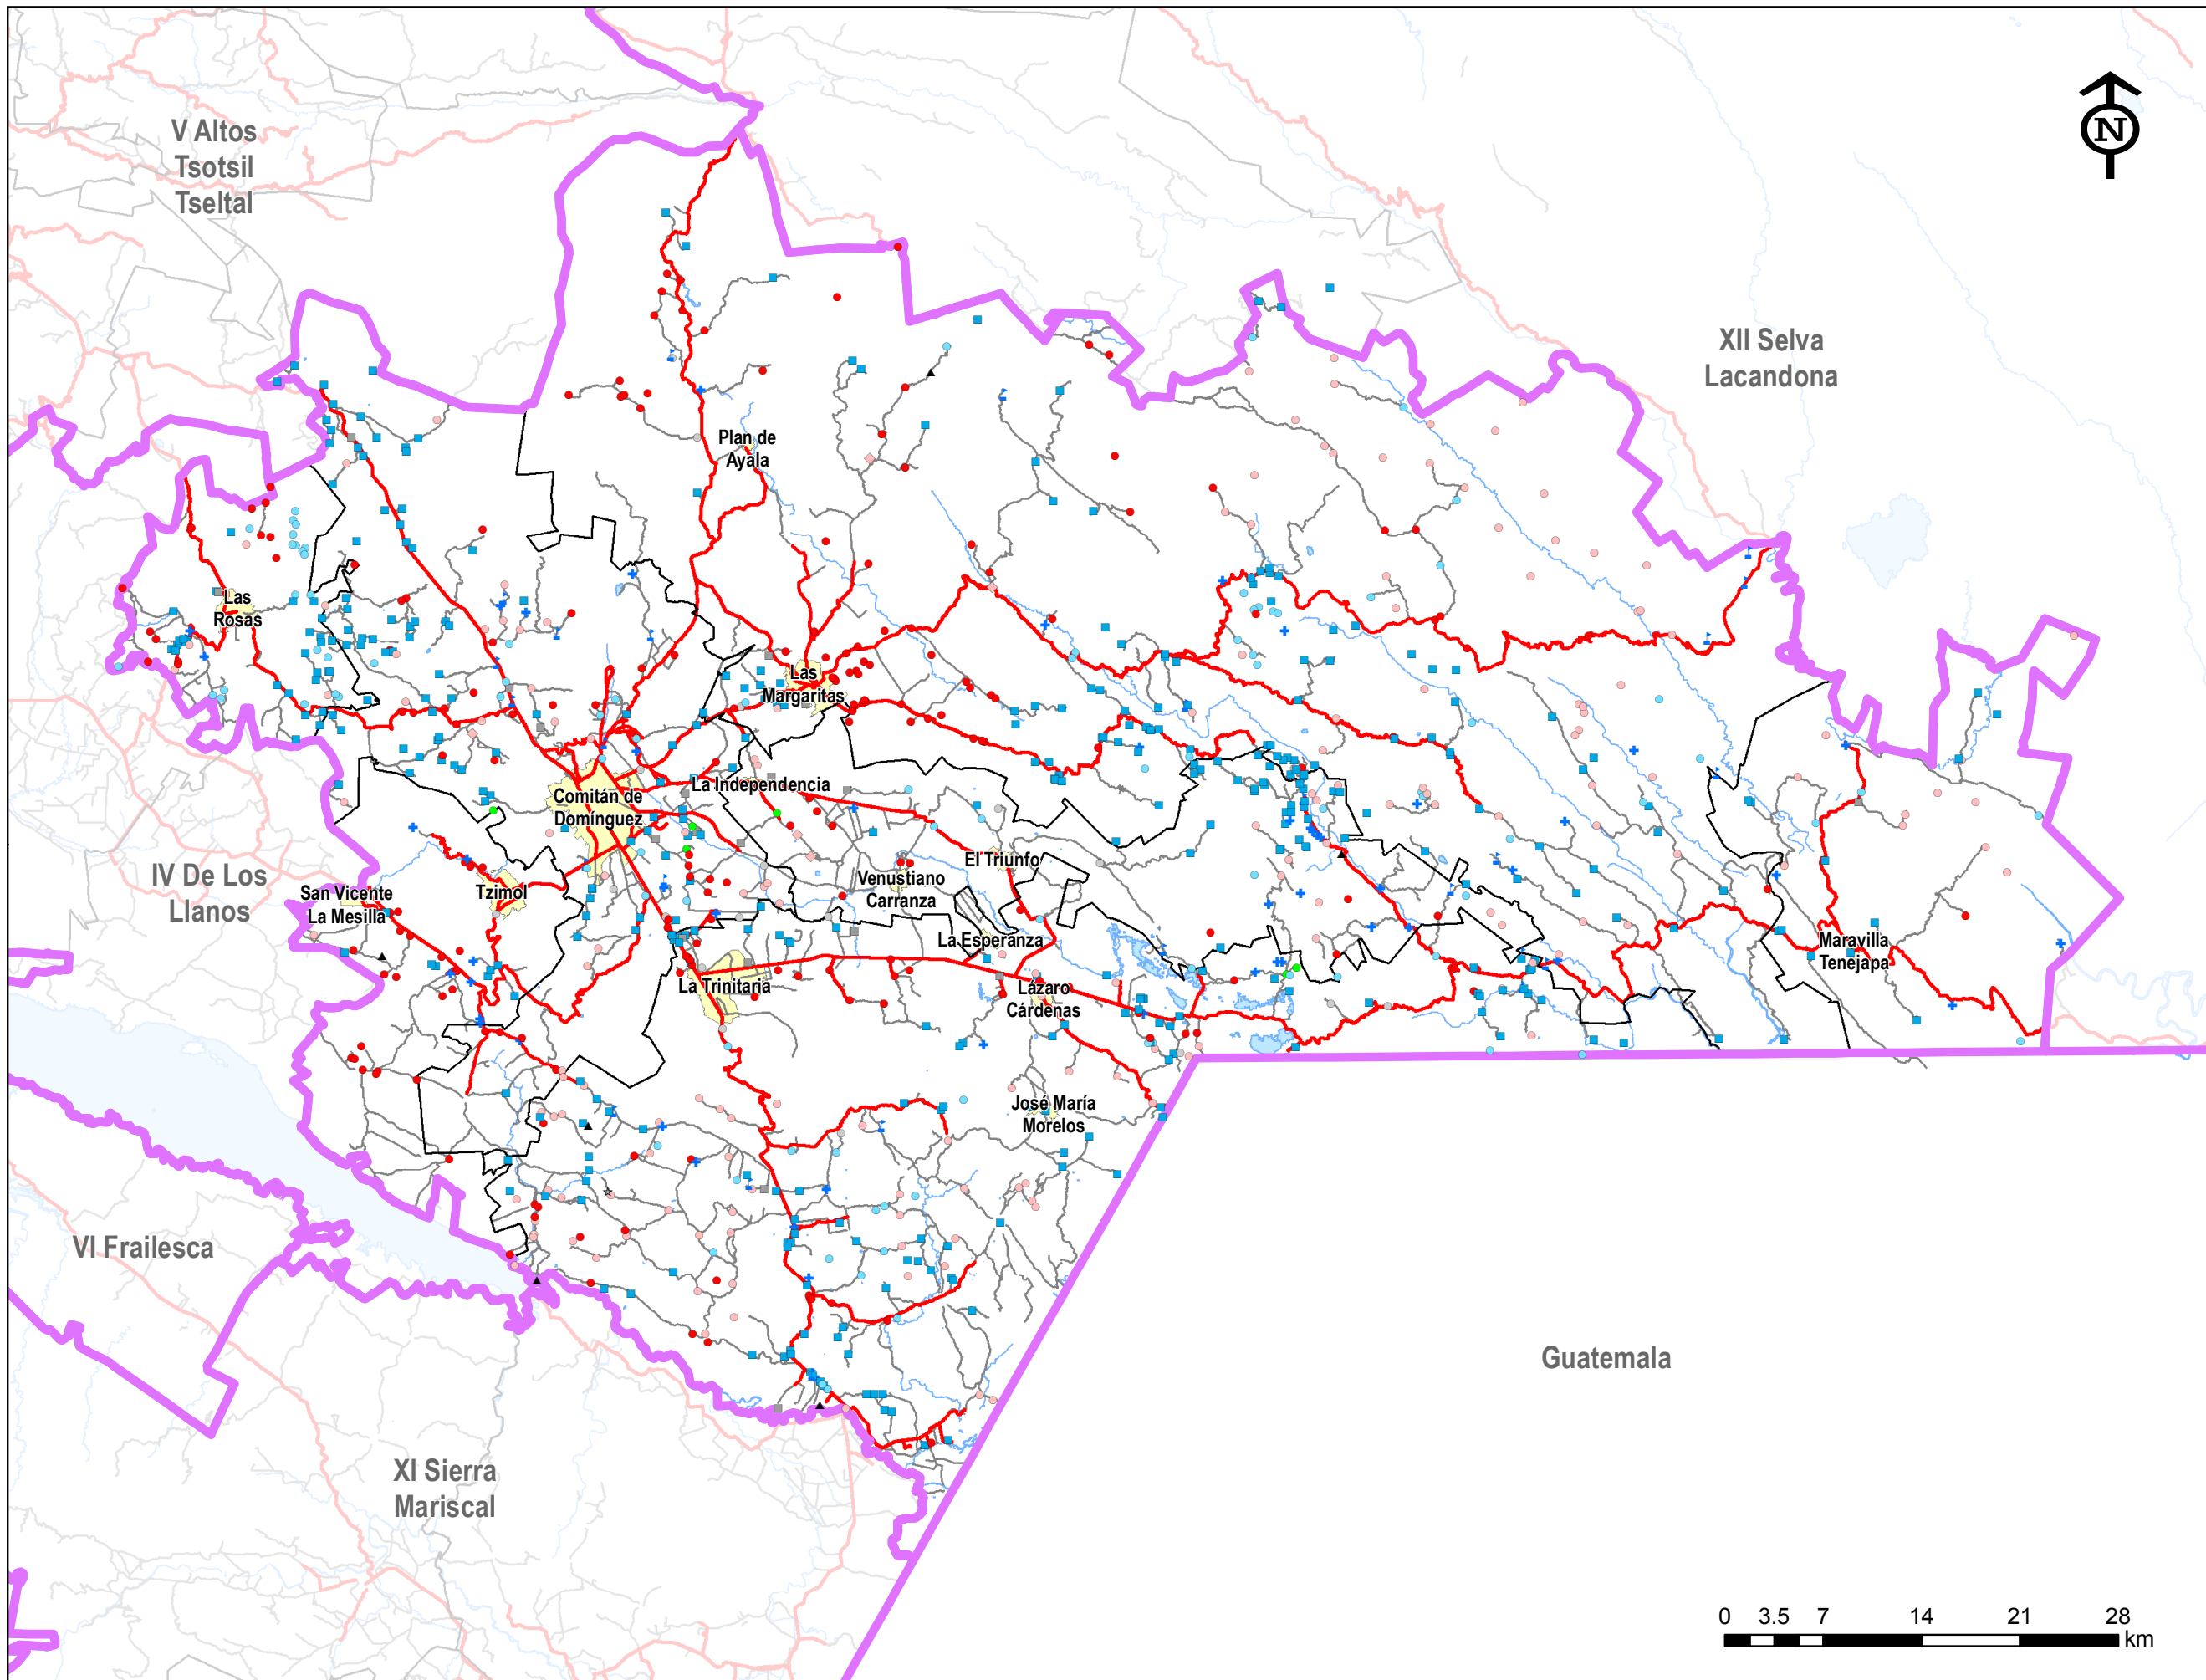 V Altos
Tsotsil
Tseltal
N
XII Selva
Lacandona
Plan de
Ayala
Las
Rosas
Las
Margaritas
La Independencia
Comitán de
Domínguez
El Triunfo
IV De Los
Llanos
San Vicente
La Mesilla
Tzimol
Venustiano
Carranza
La Esperanza
Maravilla
Tenejapa
La Trinitaria
Lázaro
Cárdenas
José María
Morelos
VI Frailesca
Guatemala
XI Sierra
Mariscal
0 3.5 7 14 21 28
km